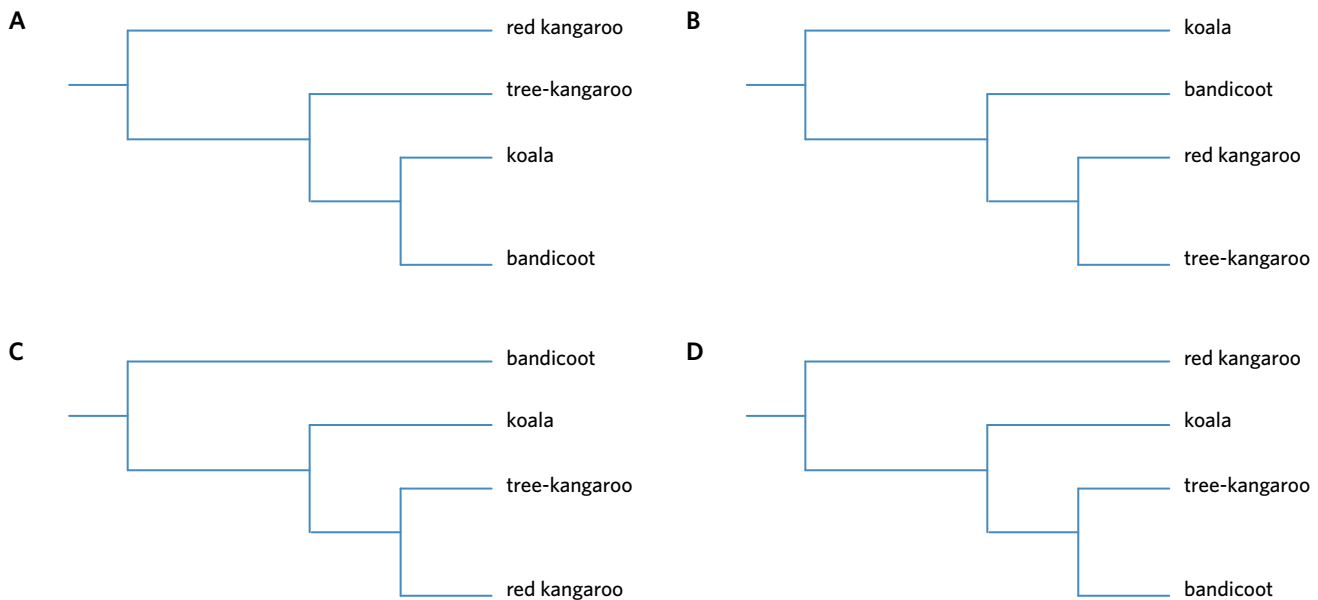 A
red kangaroo
tree-kangaroo
koala
bandicoot
B
koala
bandicoot
red kangaroo
tree-kangaroo
C
bandicoot
koala
tree-kangaroo
red kangaroo
D
red kangaroo
koala
tree-kangaroo
bandicoot